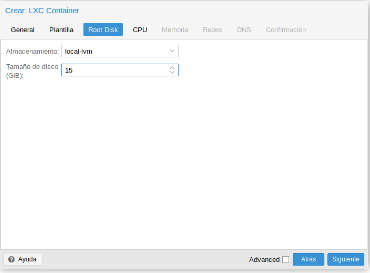 Crear: LXC Container
General Plantilla Root Disk CPU Memoria Redes DNS Confirmación
Almacenamiento: local-lvm
Tamaño de disco 15
(GiB):
Ayuda Advanced Atrás Siguiente